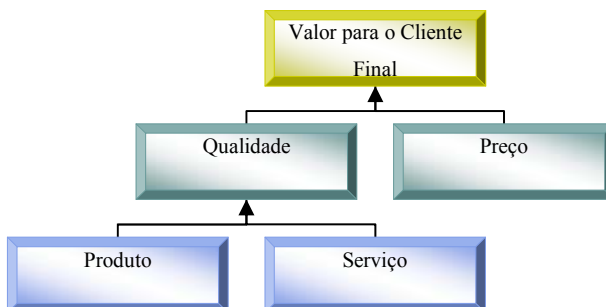 Valor para o Cliente
Final
Qualidade
Preço
Produto
Serviço